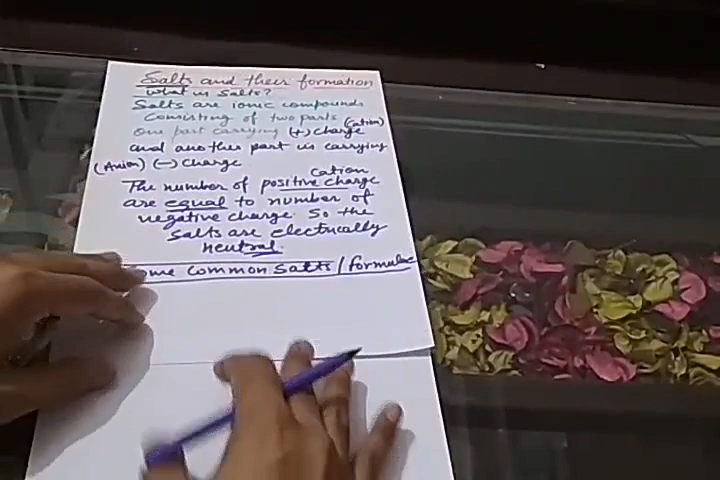 Salts and their formation
What is Salts?
Salts are ionic compounds
Consisting of two parts
One part carrying (+) charge (Cation)
and another part is carrying
(Anion) (−) charge
cation
The number of positive charge
are equal to number of
negative charge. So the
Salts are electrically
neutral.
ome Common Salts / formulae